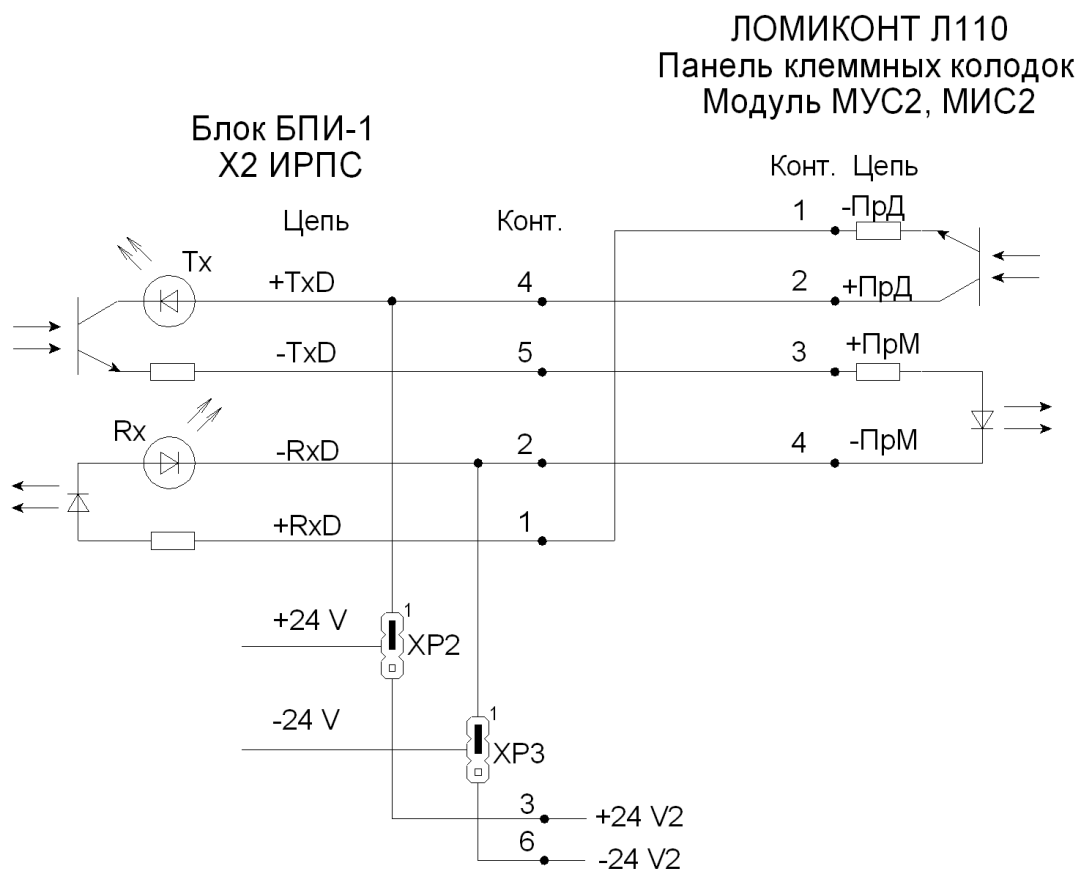 ЛОМИКОНТ Л110
Панель клеммных колодок
Модуль МУС2, МИС2
Блок БПИ-1
X2 ИРПС
Конт. Цепь
Цепь
Конт.
1 -ПрД
Tx
+TxD 4 2 +ПрД
-TxD 5 3 +ПрМ
Rx
-RxD 2 4 -ПрМ
+RxD 1
1
+24 V
XP2
1
-24 V
XP3
3 +24 V2
6 -24 V2